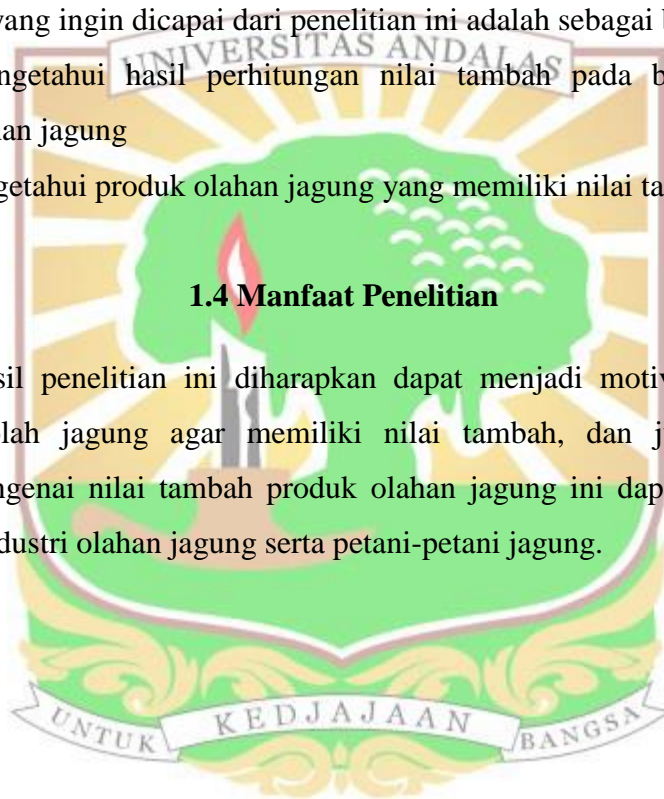 yang ingin dicapai dari penelitian ini adalah sebagai
UNIVERSITAS ANDALAS
ngetahui hasil perhitungan nilai tambah pada
an jagung
getahui produk olahan jagung yang memiliki nilai
1.4 Manfaat Penelitian
sil penelitian ini diharapkan dapat menjadi
lah jagung agar memiliki nilai tambah, dan
ngenai nilai tambah produk olahan jagung ini
dustri olahan jagung serta petani-petani jagung.
UNTUK KEDJAJAAN BANGSA